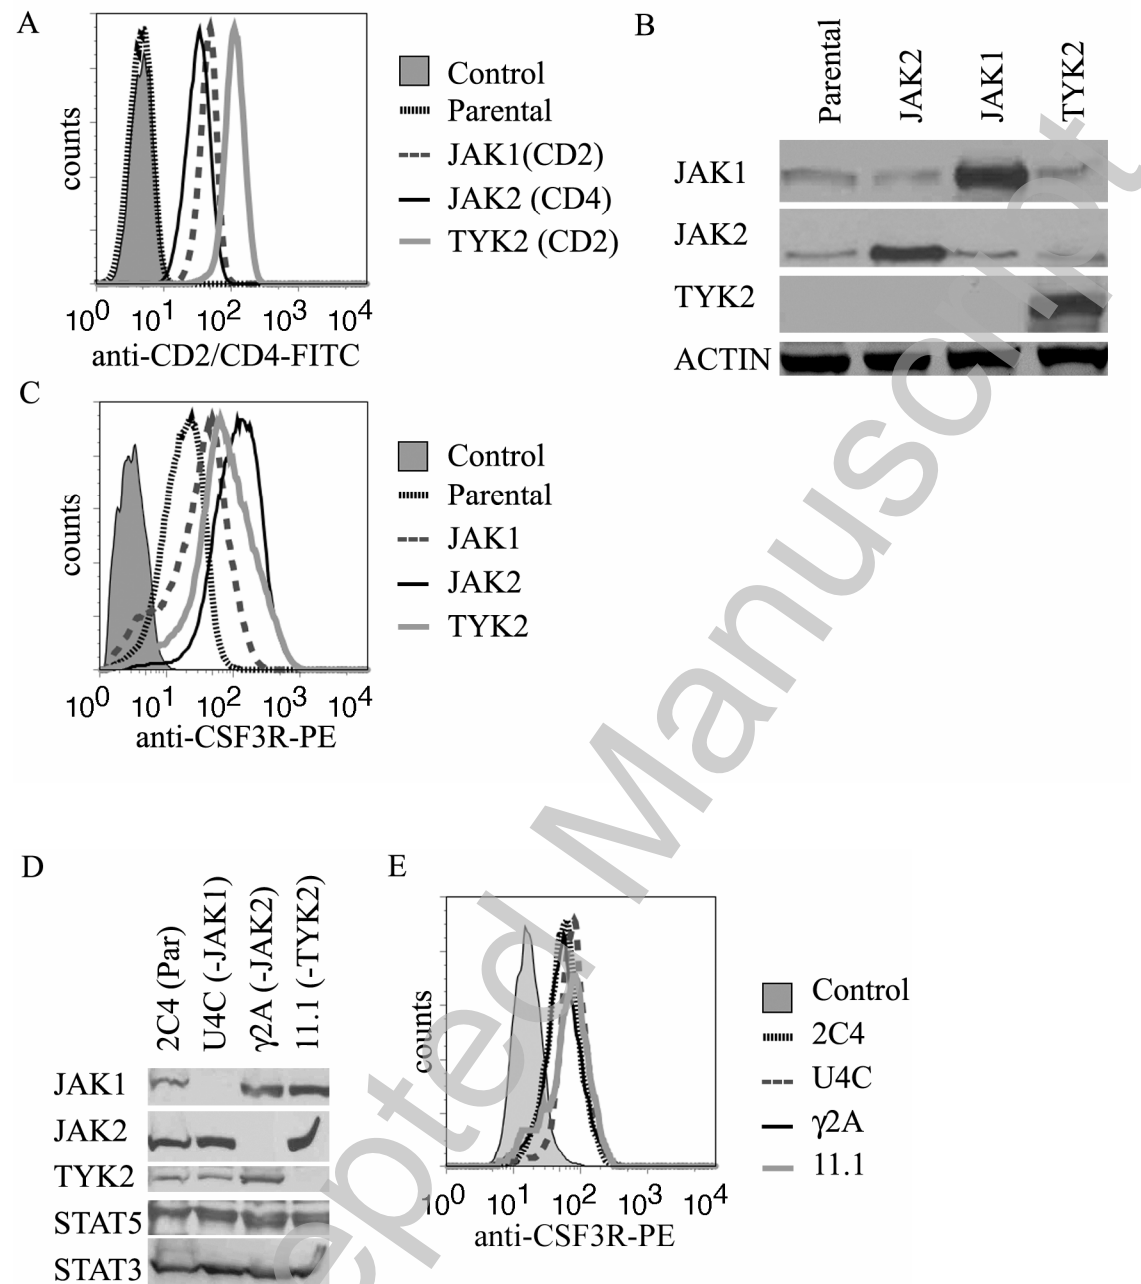 A
counts
10^0 10^1 10^2 10^3 10^4
anti-CD2/CD4-FITC
Control
Parental
JAK1(CD2)
JAK2 (CD4)
TYK2 (CD2)
B
Parental
JAK2
JAK1
TYK2
JAK1
JAK2
TYK2
ACTIN
C
counts
10^0 10^1 10^2 10^3 10^4
anti-CSF3R-PE
Control
Parental
JAK1
JAK2
TYK2
D
2C4 (Par)
U4C (-JAK1)
γ2A (-JAK2)
11.1 (-TYK2)
JAK1
JAK2
TYK2
STAT5
STAT3
E
counts
10^0 10^1 10^2 10^3 10^4
anti-CSF3R-PE
Control
2C4
U4C
γ2A
11.1
epted Manuscript